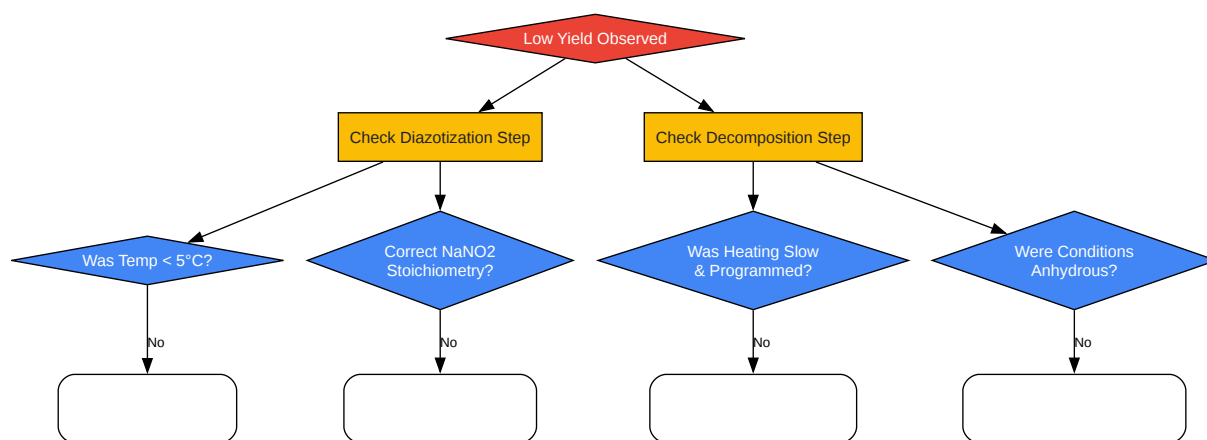 Low Yield Observed
Check Diazotization Step
Check Decomposition Step
Was Temp < 5°C?
Correct NaNO2
Stoichiometry?
Was Heating Slow
& Programmed?
Were Conditions
Anhydrous?
No
No
No
No